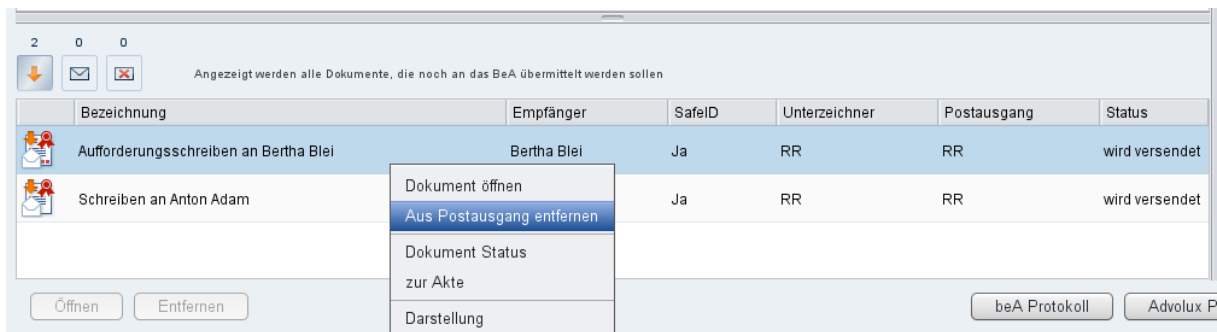 2 0 0
Angezeigt werden alle Dokumente, die noch an das BeA übermittelt werden sollen
Bezeichnung Empfänger SafeID Unterzeichner Postausgang Status
Aufforderungsschreiben an Bertha Blei Bertha Blei Ja RR RR wird versendet
Schreiben an Anton Adam Ja RR RR wird versendet
Dokument öffnen
Aus Postausgang entfernen
Dokument Status
zur Akte
Darstellung
Öffnen Entfernen beA Protokoll Advolux P